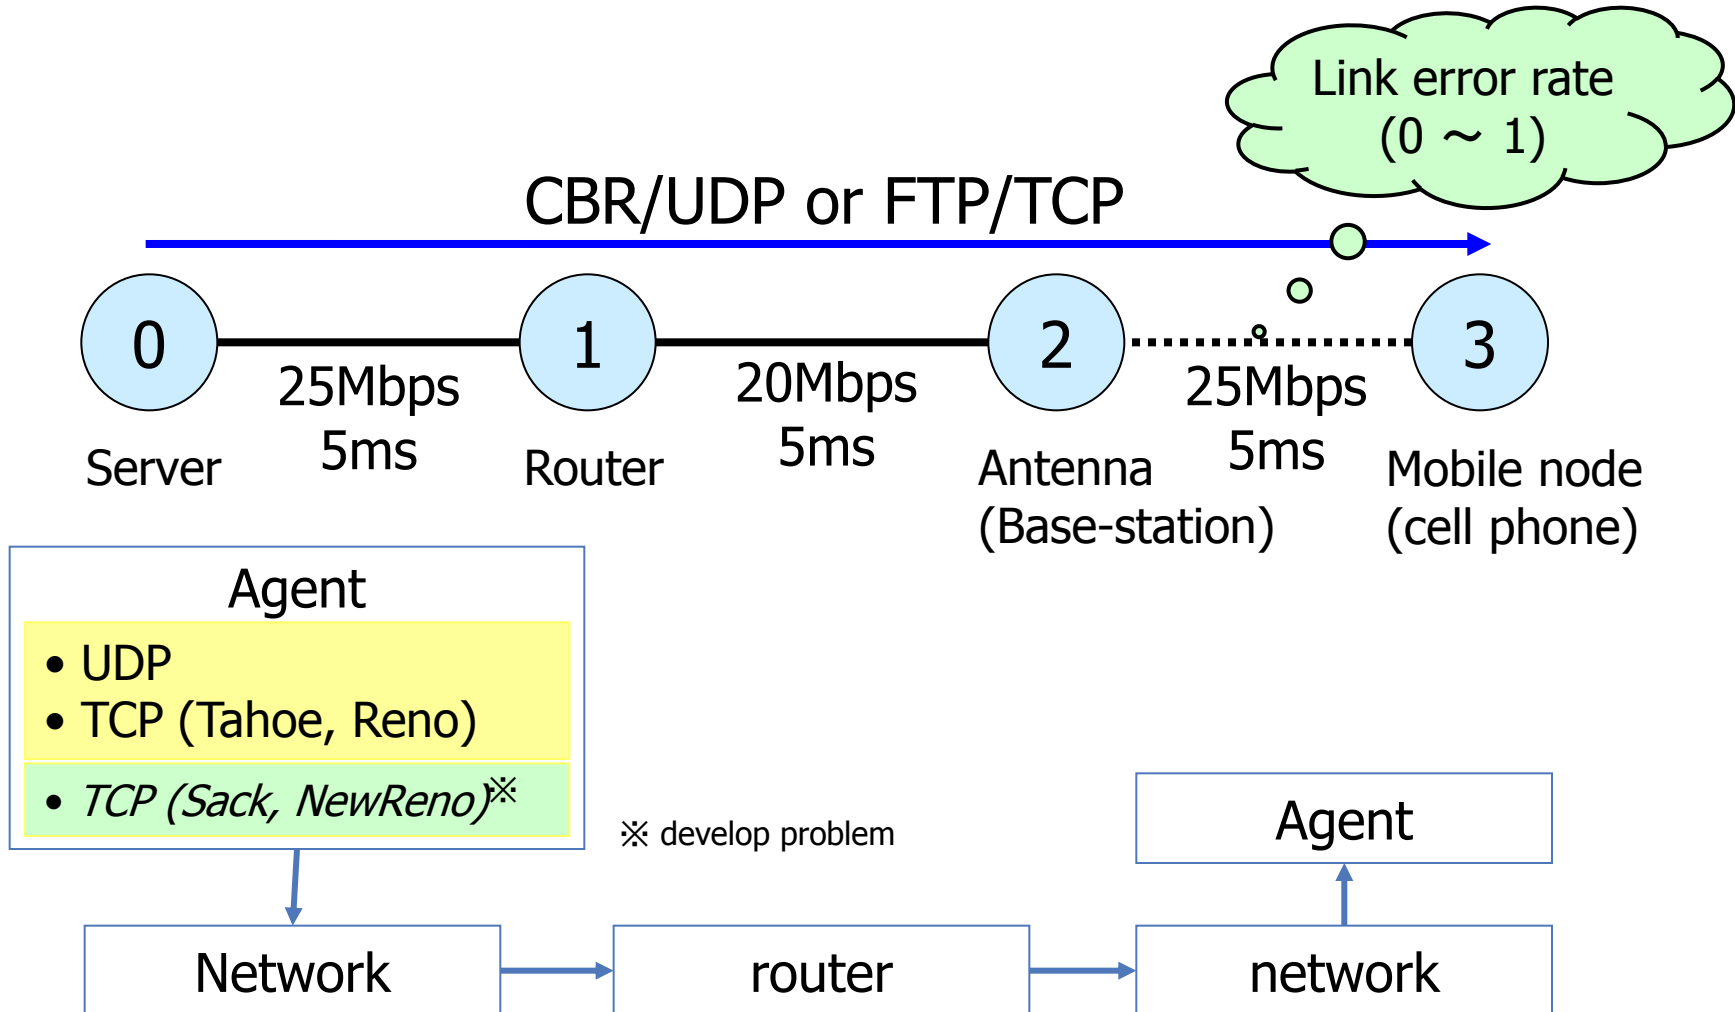 Link error rate
(0 ～ 1)
CBR/UDP or FTP/TCP
0
1
2
3
25Mbps
5ms
20Mbps
5ms
25Mbps
5ms
Server
Router
Antenna
(Base-station)
Mobile node
(cell phone)
Agent
• UDP
• TCP (Tahoe, Reno)
• TCP (Sack, NewReno)※
※ develop problem
Agent
Network
router
network